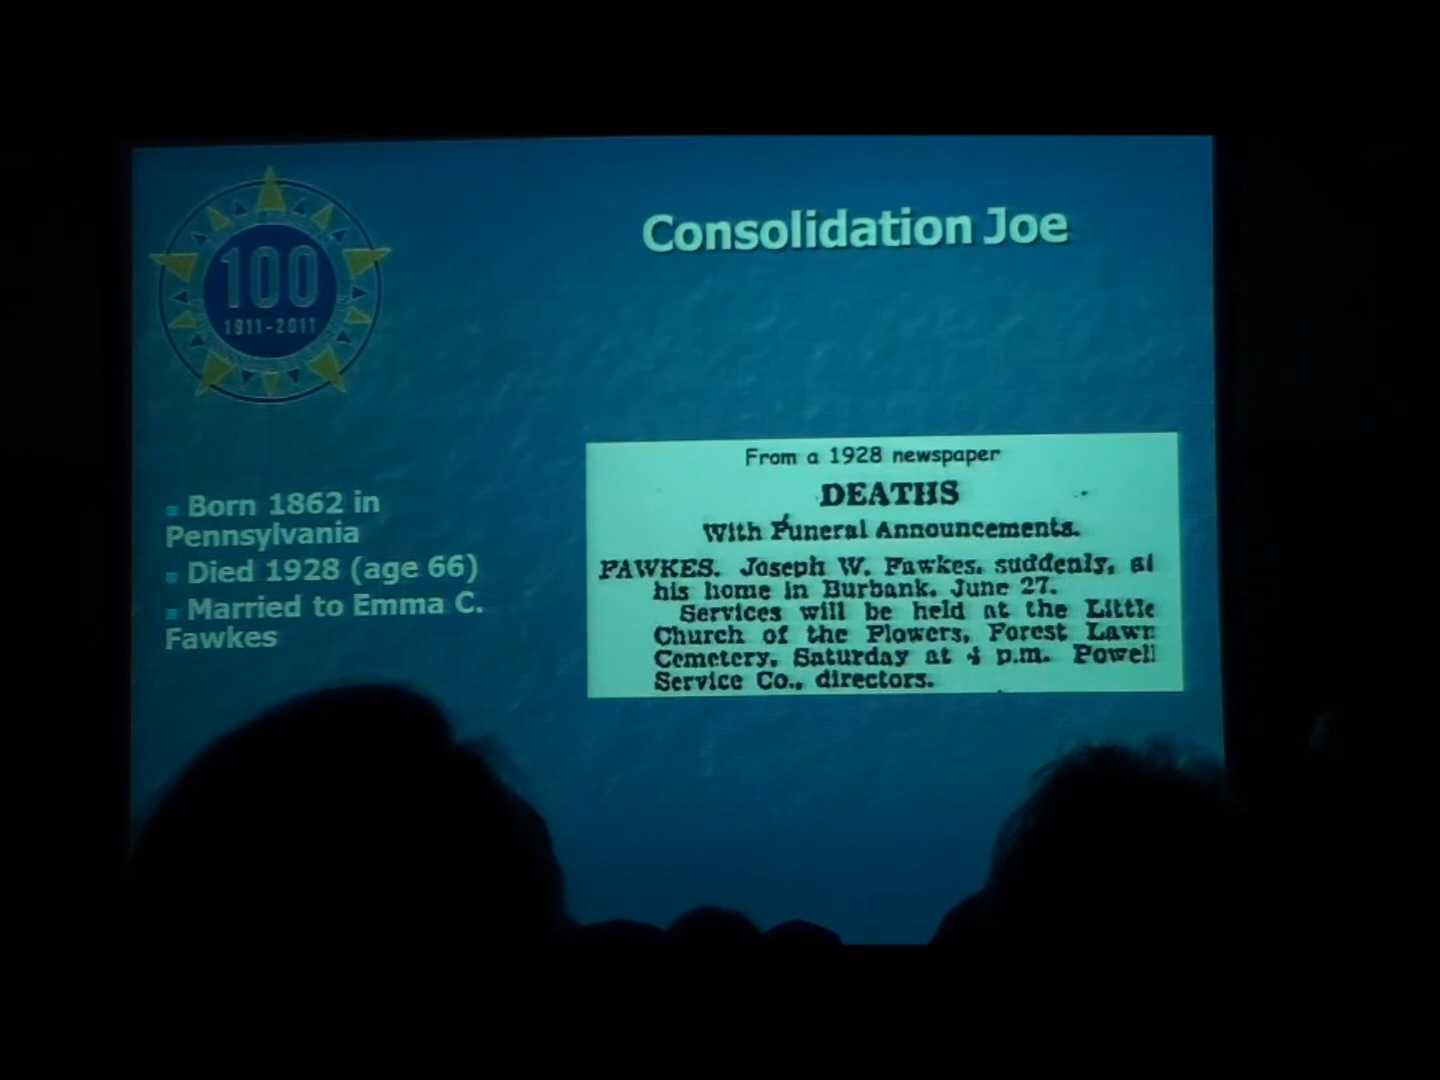 Consolidation Joe
100
1911-2011
Born 1862 in
Pennsylvania
Died 1928 (age 66)
Married to Emma C.
Fawkes
From a 1928 newspaper
DEATHS
With Funeral Announcements.
FAWKES. Joseph W. Fawkes, suddenly, at
his home in Burbank, June 27.
Services will be held at the Little
Church of the Flowers, Forest Lawn
Cemetery, Saturday at 4 p.m. Powell
Service Co., directors.